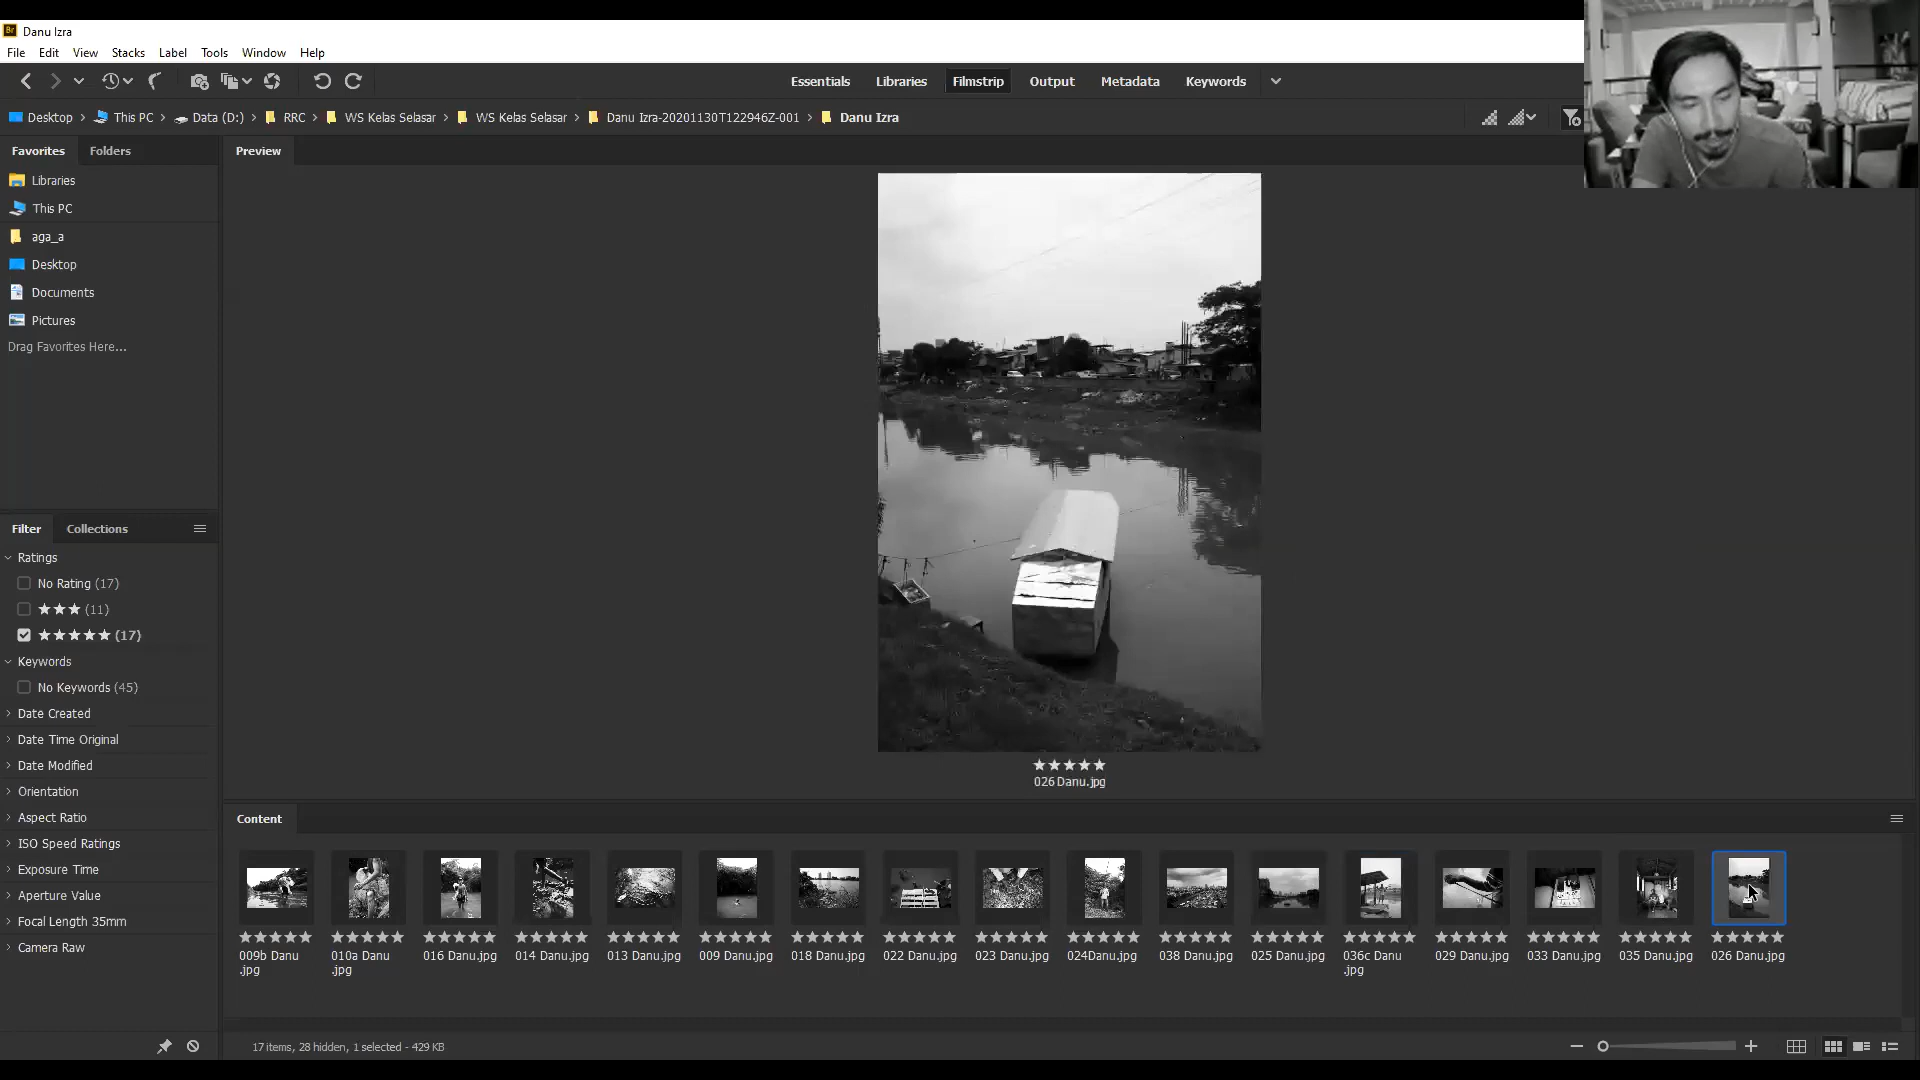 Br Danu Izra
File Edit View Stacks Label Tools Window Help
Essentials Libraries Filmstrip Output Metadata Keywords
Desktop This PC Data (D:) RRC WS Kelas Selasar WS Kelas Selasar Danu Izra-20201130T122946Z-001 Danu Izra
Favorites Folders
Preview
Libraries
This PC
aga_a
Desktop
Documents
Pictures
Drag Favorites Here...
Filter Collections
Ratings
No Rating (17)
★★★ (11)
★★★★★ (17)
Keywords
No Keywords (45)
Date Created
Date Time Original
Date Modified
Orientation
Aspect Ratio
ISO Speed Ratings
Exposure Time
Aperture Value
Focal Length 35mm
Camera Raw
026 Danu.jpg
Content
009b Danu
.jpg
010a Danu
.jpg
016 Danu.jpg
014 Danu.jpg
013 Danu.jpg
009 Danu.jpg
018 Danu.jpg
022 Danu.jpg
023 Danu.jpg
024Danu.jpg
038 Danu.jpg
025 Danu.jpg
036c Danu
.jpg
029 Danu.jpg
033 Danu.jpg
035 Danu.jpg
026 Danu.jpg
17 items, 28 hidden, 1 selected - 429 KB